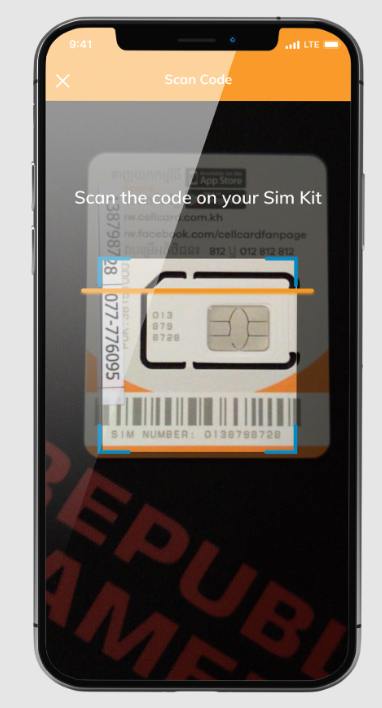 9:41
LTE
Scan Code
App Store
Scan the code on your Sim Kit
w.cellcard.com.kh
w.facebook.com/cellcardfanpage
812 ឬ 012 812 812
013
879
8728
077-776095
SIM NUMBER: 0138798728
REPUBL
AME